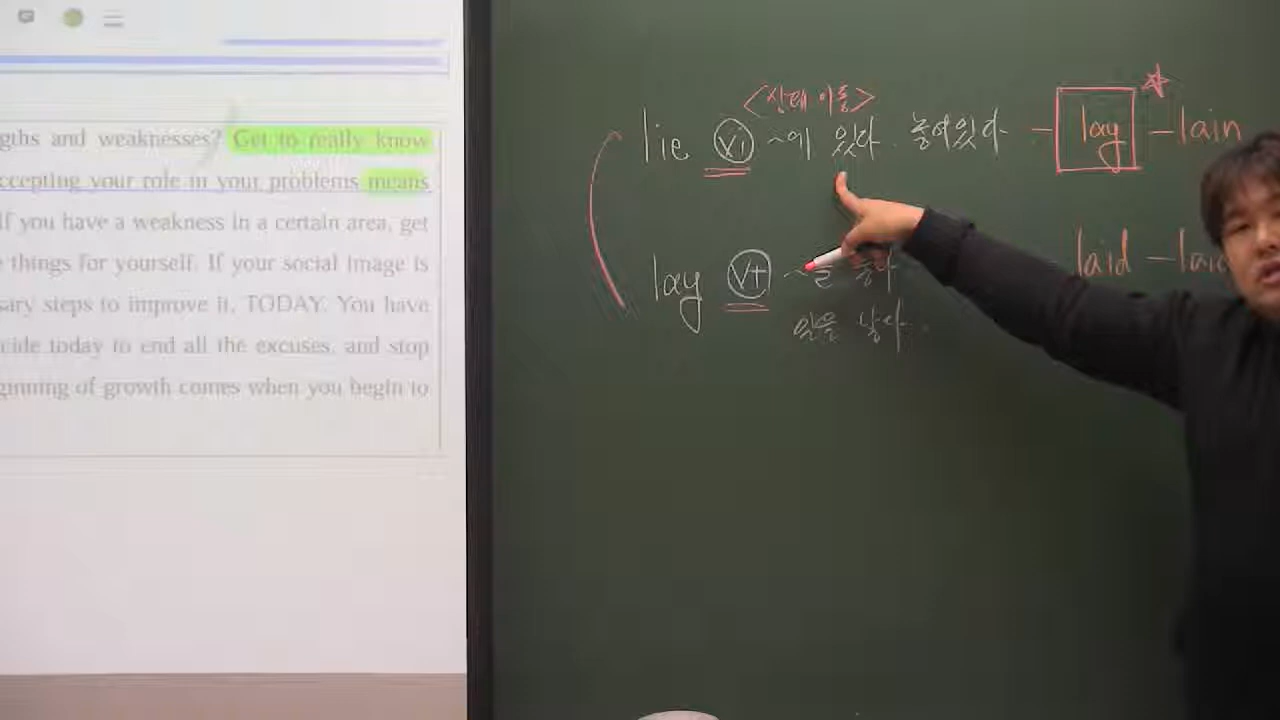 gths and weaknesses? Get to really know
ccepting your role in your problems means
If you have a weakness in a certain area, get
things for yourself. If your social image is
sary steps to improve it, TODAY. You have
cide today to end all the excuses, and stop
ginning of growth comes when you begin to
<상태 이동>
lie vi ~에 있다. 놓여있다 - lay - lain
lay vt ~을 놓다 laid - laid
알을 낳다.